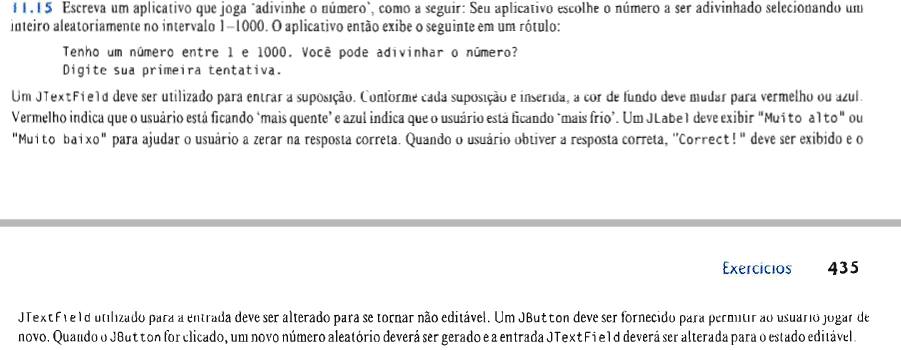 11.15 Escreva um aplicativo que joga ‘adivinhe o número’, como a seguir: Seu aplicativo escolhe o número a ser adivinhado selecionando um
inteiro aleatoriamente no intervalo 1–1000. O aplicativo então exibe o seguinte em um rótulo:
Tenho um número entre 1 e 1000. Você pode adivinhar o número?
Digite sua primeira tentativa.
Um JTextField deve ser utilizado para entrar a suposição. Conforme cada suposição e inserida, a cor de fundo deve mudar para vermelho ou azul.
Vermelho indica que o usuário está ficando ‘mais quente’ e azul indica que o usuário está ficando ‘mais frio’. Um JLabel deve exibir "Muito alto" ou
"Muito baixo" para ajudar o usuário a zerar na resposta correta. Quando o usuário obtiver a resposta correta, "Correct!" deve ser exibido e o
Exercícios 435
JTextField utilizado para a entrada deve ser alterado para se tornar não editável. Um JButton deve ser fornecido para permitir ao usuário jogar de
novo. Quando o JButton for clicado, um novo número aleatório deverá ser gerado e a entrada JTextField deverá ser alterada para o estado editável.